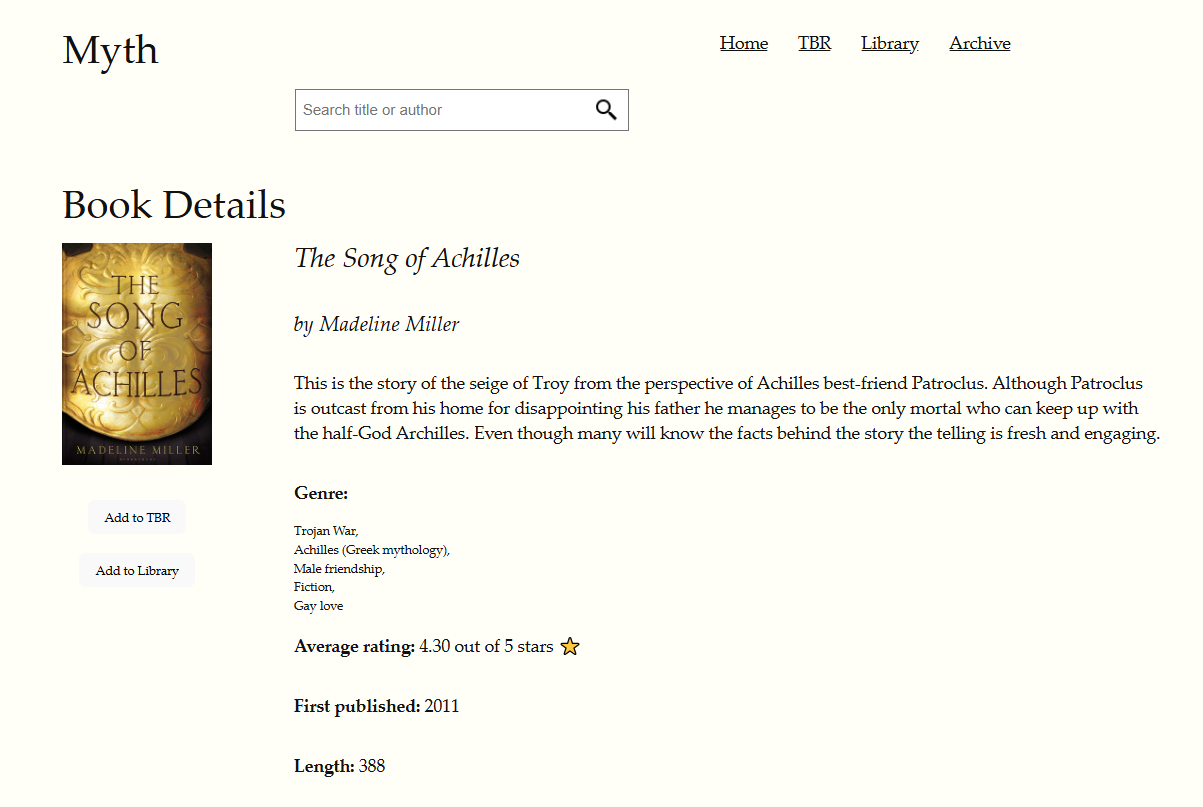 Myth
Home TBR Library Archive
Search title or author
Book Details
THE
SONG
OF
ACHILLES
MADELINE MILLER
The Song of Achilles
by Madeline Miller
This is the story of the seige of Troy from the perspective of Achilles best-friend Patroclus. Although Patroclus
is outcast from his home for disappointing his father he manages to be the only mortal who can keep up with
the half-God Archilles. Even though many will know the facts behind the story the telling is fresh and engaging.
Add to TBR
Add to Library
Genre:
Trojan War,
Achilles (Greek mythology),
Male friendship,
Fiction,
Gay love
Average rating: 4.30 out of 5 stars
First published: 2011
Length: 388